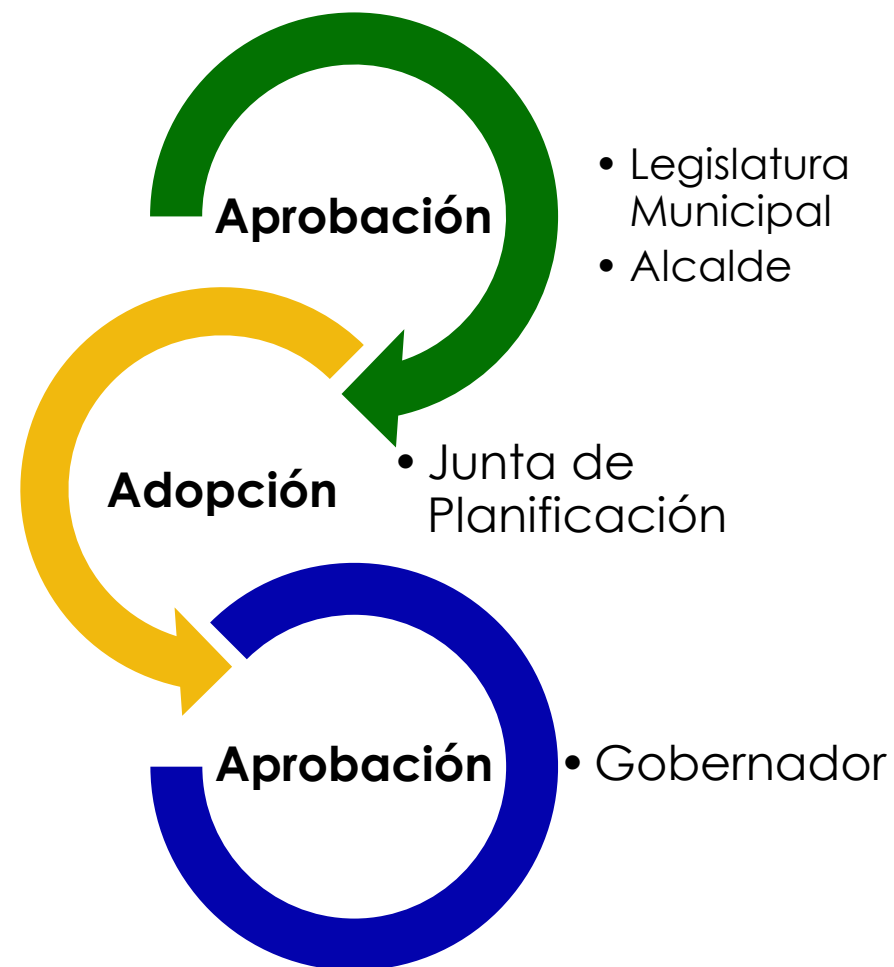 Aprobación
• Legislatura
Municipal
• Alcalde
Adopción
• Junta de
Planificación
Aprobación
• Gobernador